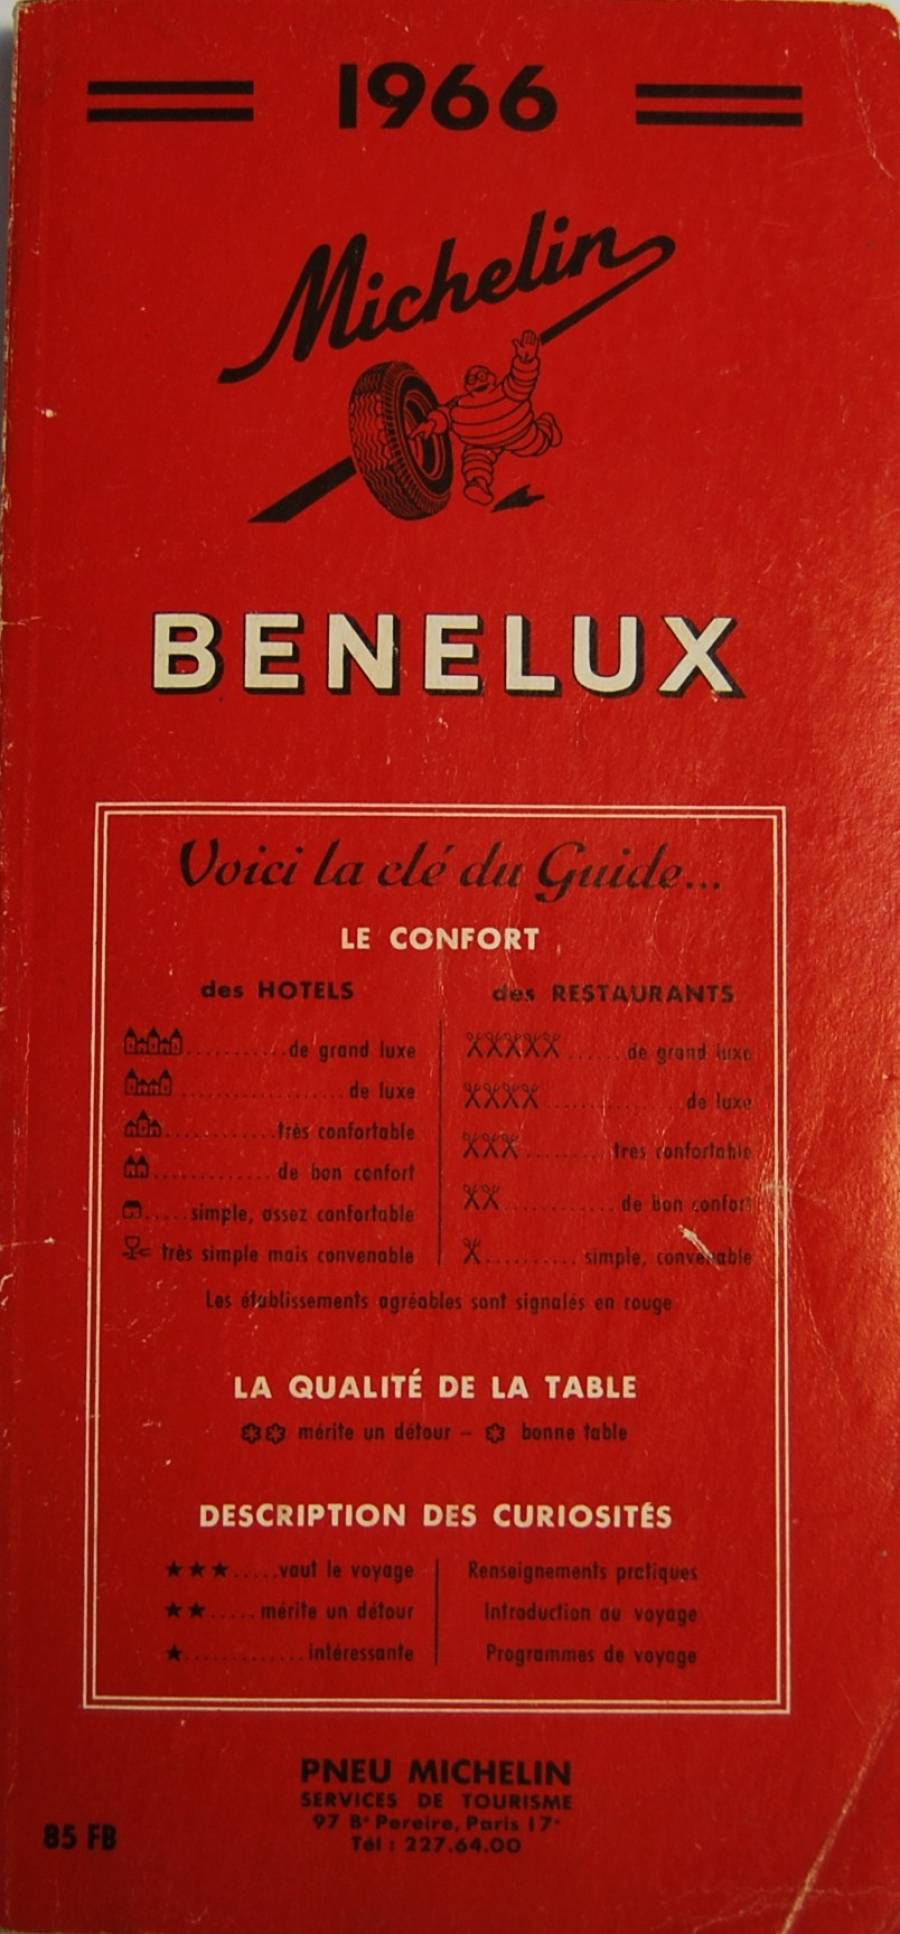 1966
Michelin
BENELUX
Voici la clé du Guide...
LE CONFORT
des HOTELS
...........de grand luxe
..................de luxe
............très confortable
.............de bon confort
.....simple, assez confortable
très simple mais convenable
des RESTAURANTS
......de grand luxe
...............de luxe
.........très confortable
............de bon confort
..........simple, convenable
Les établissements agréables sont signalés en rouge
LA QUALITÉ DE LA TABLE
mérite un détour – bonne table
DESCRIPTION DES CURIOSITÉS
★★★.....vaut le voyage
★★.....mérite un détour
★.............intéressante
Renseignements pratiques
Introduction au voyage
Programmes de voyage
PNEU MICHELIN
SERVICES DE TOURISME
97 Bᵈ Pereire, Paris 17ᵉ
Tél : 227.64.00
85 FB